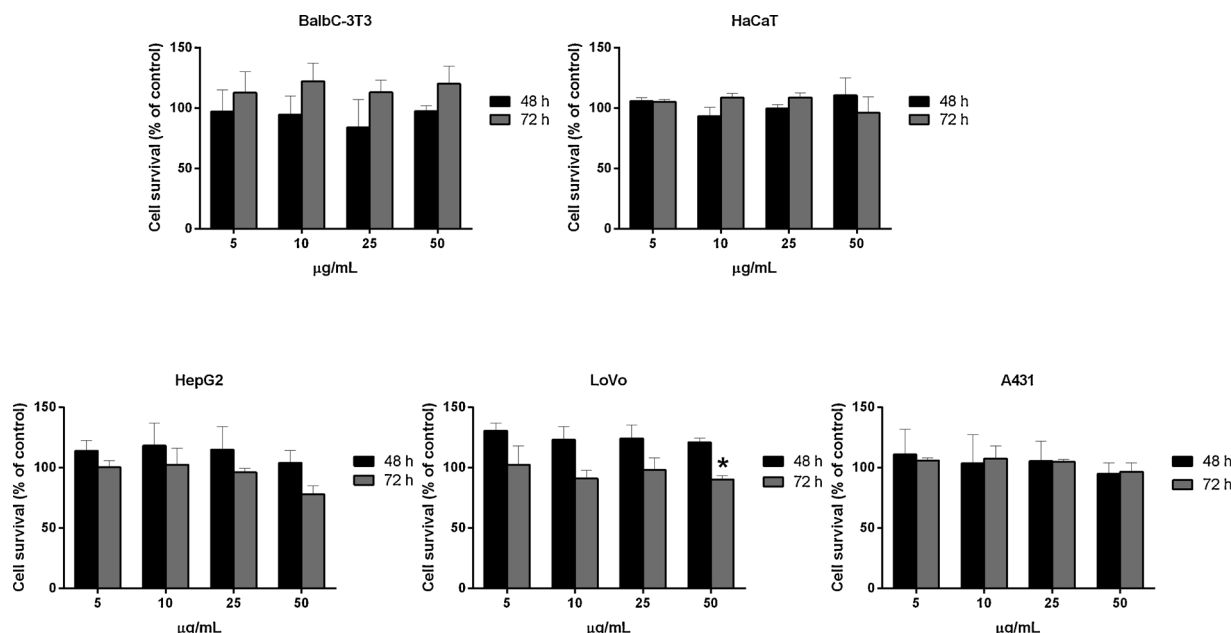 BalbC-3T3
HaCaT
Cell survival (% of control)
150
100
50
0
48 h
72 h
5 10 25 50
µg/mL
Cell survival (% of control)
150
100
50
0
48 h
72 h
5 10 25 50
µg/mL
HepG2
LoVo
A431
Cell survival (% of control)
150
100
50
0
48 h
72 h
5 10 25 50
µg/mL
Cell survival (% of control)
150
100
50
0
*
48 h
72 h
5 10 25 50
µg/mL
Cell survival (% of control)
150
100
50
0
48 h
72 h
5 10 25 50
µg/mL